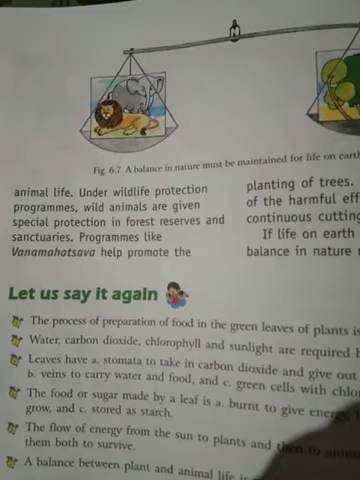 Fig. 6.7 A balance in nature must be maintained for life on earth
animal life. Under wildlife protection
programmes, wild animals are given
special protection in forest reserves and
sanctuaries. Programmes like
Vanamahotsava help promote the
planting of trees.
of the harmful
continuous cutting
If life on earth
balance in nature
Let us say it again
The process of preparation of food in the green leaves of plants is
Water, carbon dioxide, chlorophyll and sunlight are required
Leaves have a. stomata to take in carbon dioxide and give out
b. veins to carry water and food, and c. green cells with
The food or sugar made by a leaf is a. burnt to give energy
grow, and c. stored as starch.
The flow of energy from the sun to plants and then to
them both to survive.
A balance between plant and animal life is